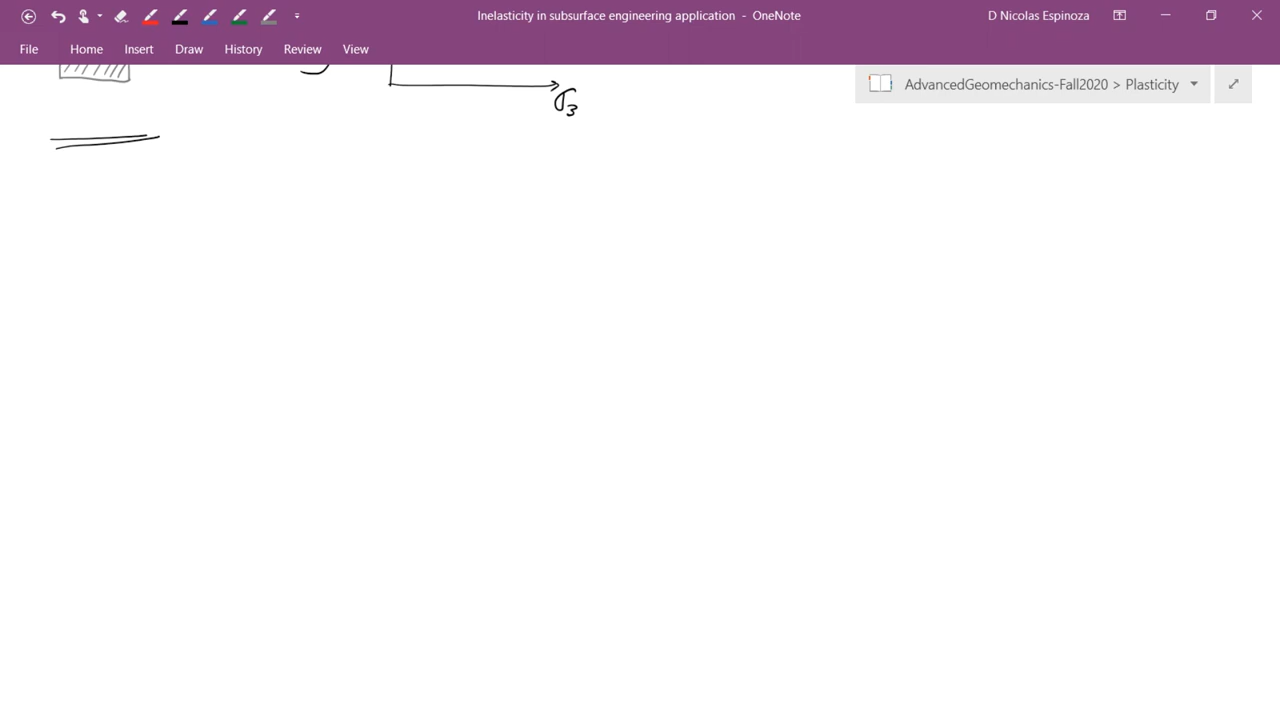 Inelasticity in subsurface engineering application - OneNote
D Nicolas Espinoza
File Home Insert Draw History Review View
AdvancedGeomechanics-Fall2020 > Plasticity
σ3